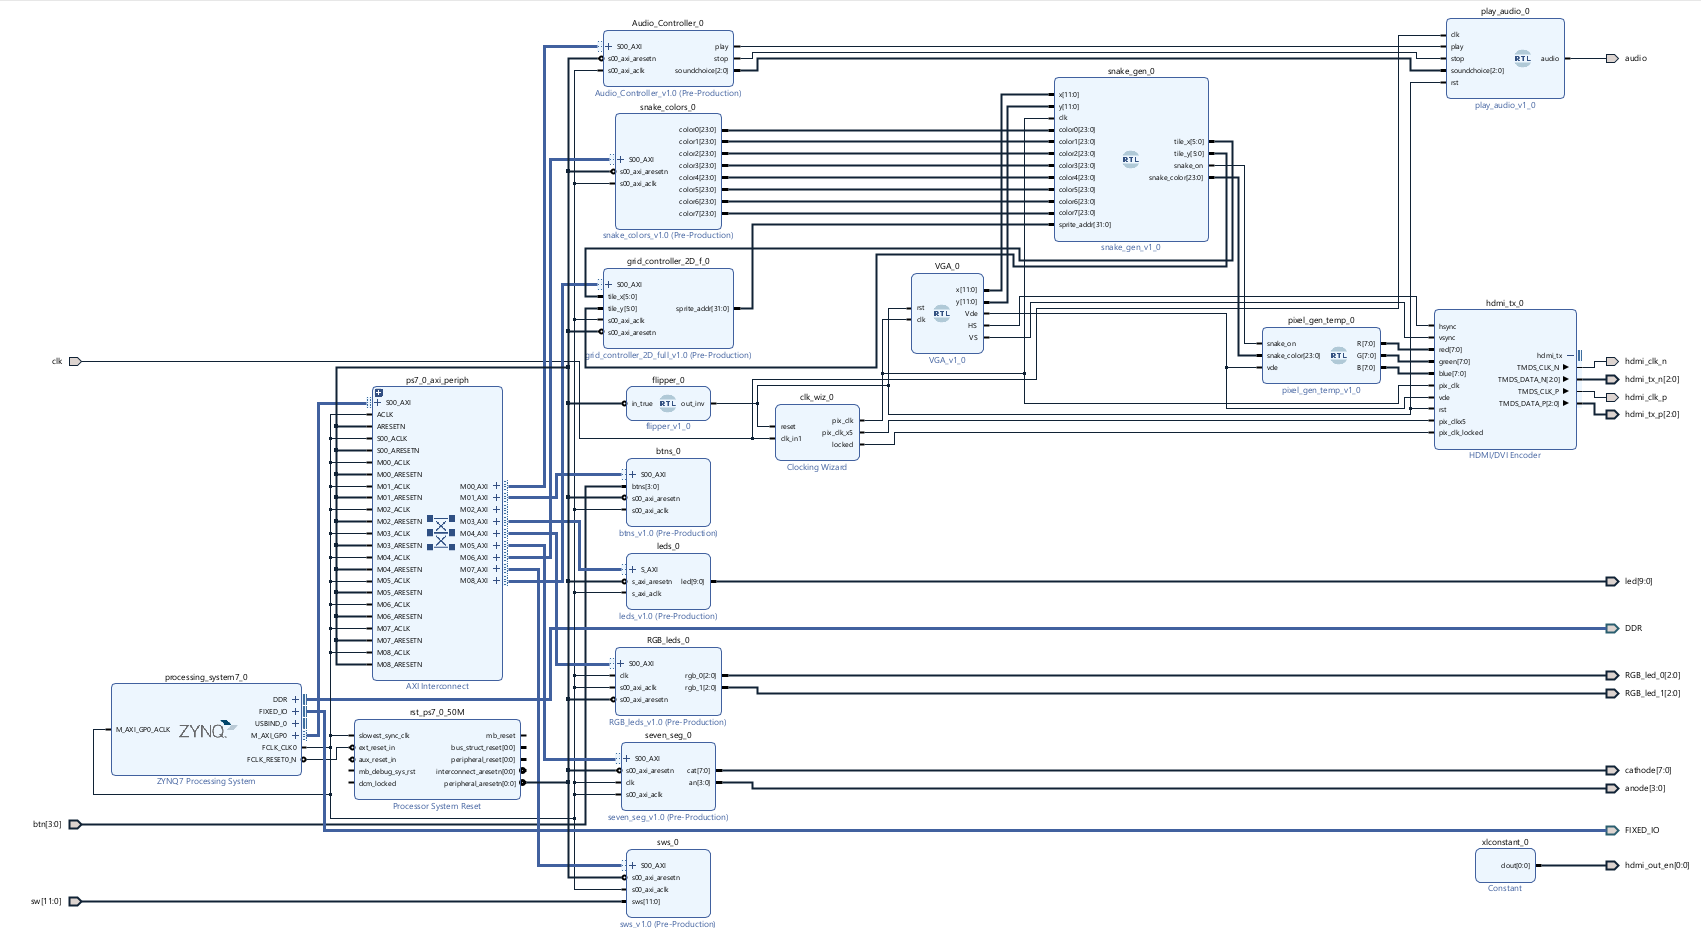 Audio_Controller_0
S00_AXI
s00_axi_aresetn
s00_axi_aclk
play
stop
soundchoice[2:0]
Audio_Controller_v1.0 (Pre-Production)
snake_colors_0
S00_AXI
s00_axi_aresetn
s00_axi_aclk
color0[23:0]
color1[23:0]
color2[23:0]
color3[23:0]
color4[23:0]
color5[23:0]
color6[23:0]
color7[23:0]
snake_colors_v1.0 (Pre-Production)
grid_controller_2D_f_0
S00_AXI
tile_x[5:0]
tile_y[5:0]
s00_axi_aclk
s00_axi_aresetn
sprite_addr[31:0]
grid_controller_2D_full_v1.0 (Pre-Production)
snake_gen_0
x[11:0]
y[11:0]
clk
color0[23:0]
color1[23:0]
color2[23:0]
color3[23:0]
color4[23:0]
color5[23:0]
color6[23:0]
color7[23:0]
sprite_addr[31:0]
RTL
tile_x[5:0]
tile_y[5:0]
snake_on
snake_color[23:0]
snake_gen_v1_0
play_audio_0
clk
play
stop
soundchoice[2:0]
rst
RTL
audio
play_audio_v1_0
audio
VGA_0
rst
clk
RTL
x[11:0]
y[11:0]
Vde
HS
VS
VGA_v1_0
pixel_gen_temp_0
snake_on
snake_color[23:0]
vde
RTL
R[7:0]
G[7:0]
B[7:0]
pixel_gen_temp_v1_0
hdmi_tx_0
hsync
vsync
red[7:0]
green[7:0]
blue[7:0]
pix_clk
vde
rst
pix_clkx5
pix_clk_locked
hdmi_tx
TMDS_CLK_N
TMDS_DATA_N[2:0]
TMDS_CLK_P
TMDS_DATA_P[2:0]
HDMI/DVI Encoder
hdmi_clk_n
hdmi_tx_n[2:0]
hdmi_clk_p
hdmi_tx_p[2:0]
clk
ps7_0_axi_periph
S00_AXI
ACLK
ARESETN
S00_ACLK
S00_ARESETN
M00_ACLK
M00_ARESETN
M01_ACLK
M01_ARESETN
M02_ACLK
M02_ARESETN
M03_ACLK
M03_ARESETN
M04_ACLK
M04_ARESETN
M05_ACLK
M05_ARESETN
M06_ACLK
M06_ARESETN
M07_ACLK
M07_ARESETN
M08_ACLK
M08_ARESETN
M00_AXI
M01_AXI
M02_AXI
M03_AXI
M04_AXI
M05_AXI
M06_AXI
M07_AXI
M08_AXI
AXI Interconnect
flipper_0
in_true
RTL
out_inv
flipper_v1_0
clk_wiz_0
reset
clk_in1
pix_clk
pix_clk_x5
locked
Clocking Wizard
btns_0
S00_AXI
btns[3:0]
s00_axi_aresetn
s00_axi_aclk
btns_v1.0 (Pre-Production)
leds_0
S_AXI
s_axi_aresetn
s_axi_aclk
led[9:0]
leds_v1.0 (Pre-Production)
led[9:0]
DDR
RGB_leds_0
S00_AXI
clk
s00_axi_aclk
s00_axi_aresetn
rgb_0[2:0]
rgb_1[2:0]
RGB_leds_v1.0 (Pre-Production)
RGB_led_0[2:0]
RGB_led_1[2:0]
processing_system7_0
M_AXI_GP0_ACLK
ZYNQ
DDR
FIXED_IO
USBIND_0
M_AXI_GP0
FCLK_CLK0
FCLK_RESET0_N
ZYNQ7 Processing System
rst_ps7_0_50M
slowest_sync_clk
ext_reset_in
aux_reset_in
mb_debug_sys_rst
dcm_locked
mb_reset
bus_struct_reset[0:0]
peripheral_reset[0:0]
interconnect_aresetn[0:0]
peripheral_aresetn[0:0]
Processor System Reset
seven_seg_0
S00_AXI
s00_axi_aresetn
clk
s00_axi_aclk
cat[7:0]
an[3:0]
seven_seg_v1.0 (Pre-Production)
cathode[7:0]
anode[3:0]
btn[3:0]
FIXED_IO
sws_0
S00_AXI
s00_axi_aresetn
s00_axi_aclk
sws[11:0]
sws_v1.0 (Pre-Production)
xlconstant_0
dout[0:0]
Constant
hdmi_out_en[0:0]
sw[11:0]